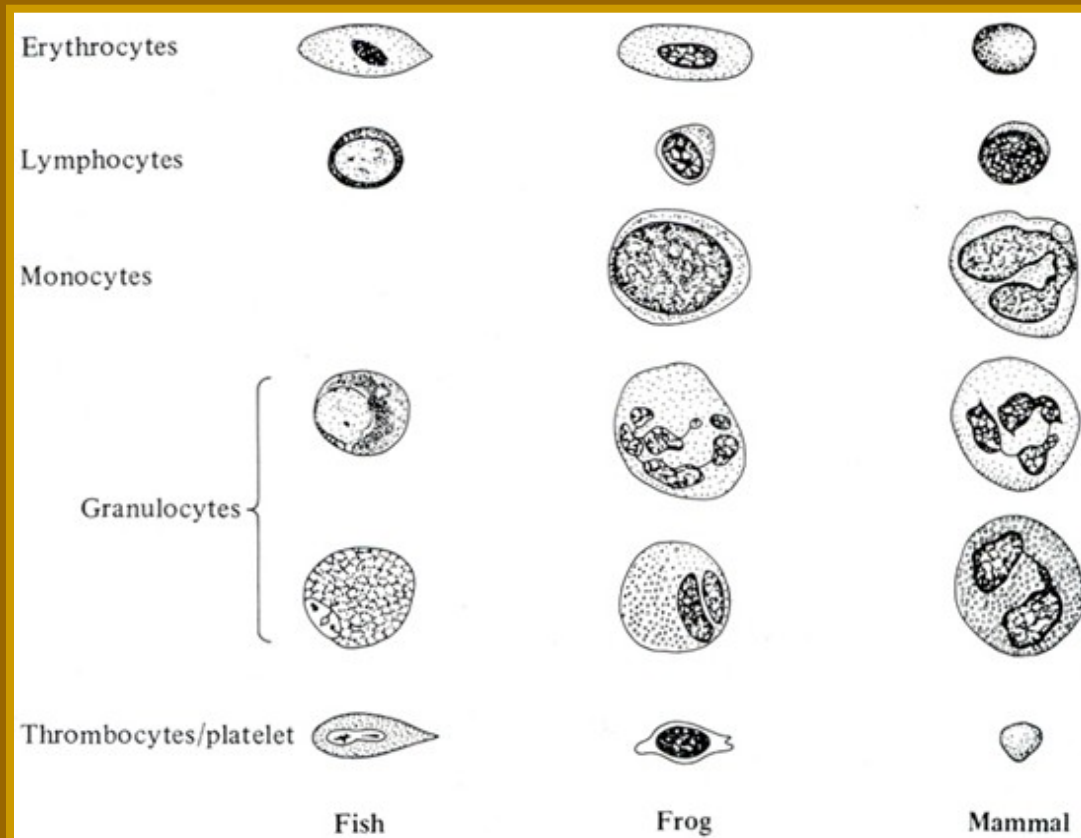 Erythrocytes
Lymphocytes
Monocytes
Granulocytes
Thrombocytes/platelet
Fish Frog Mammal